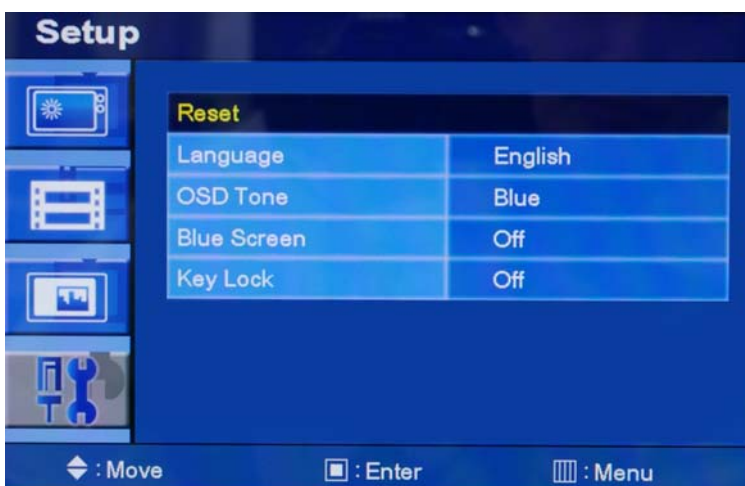 Setup
Reset
Language English
OSD Tone Blue
Blue Screen Off
Key Lock Off
: Move : Enter : Menu